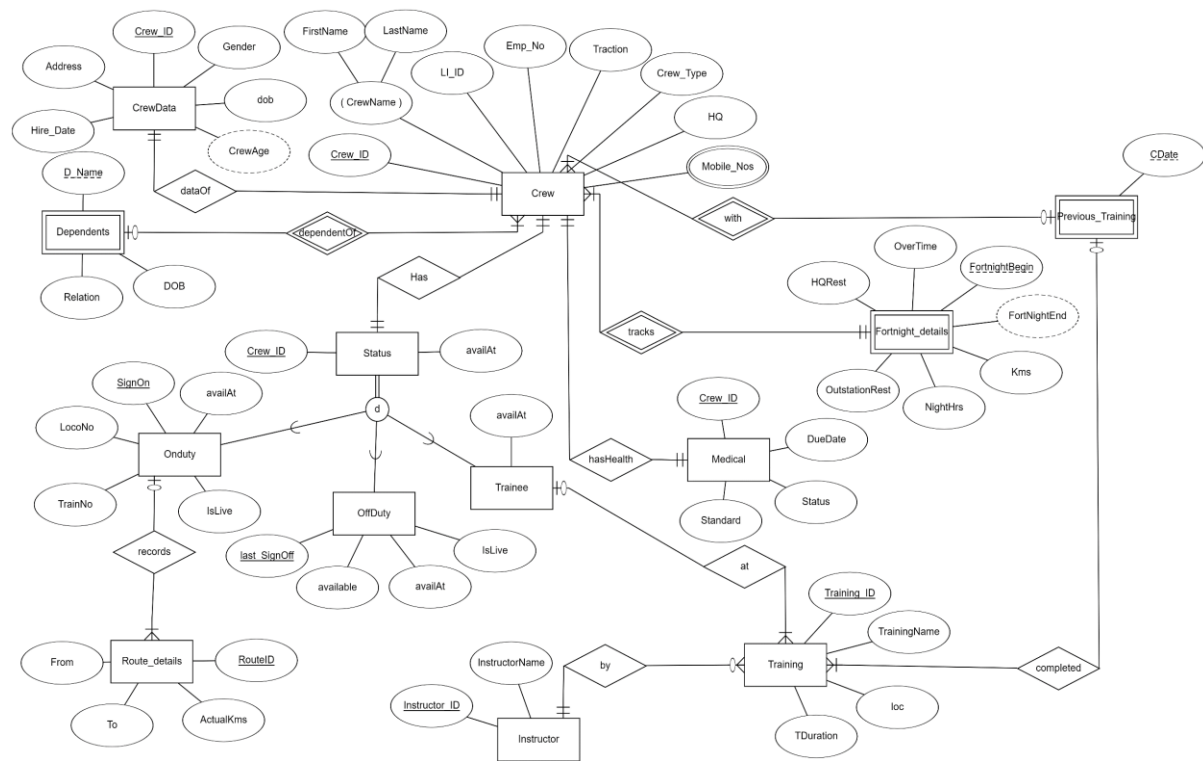 Crew_ID
Gender
Address
CrewData
dob
Hire_Date
CrewAge
D_Name
FirstName
LastName
Emp_No
Traction
LI_ID
Crew_Type
( CrewName )
HQ
Crew_ID
Mobile_Nos
Crew
CDate
dataOf
Dependents
dependentOf
with
Previous_Training
Relation
DOB
Has
OverTime
FortnightBegin
HQRest
FortNightEnd
tracks
Fortnight_details
Kms
OutstationRest
NightHrs
Crew_ID
Status
availAt
SignOn
availAt
d
LocoNo
Onduty
TrainNo
IsLive
availAt
Trainee
OffDuty
last_SignOff
IsLive
available
availAt
hasHealth
Crew_ID
DueDate
Medical
Standard
Status
records
at
Training_ID
TrainingName
From
Route_details
RouteID
To
ActualKms
InstructorName
by
Training
completed
Instructor_ID
loc
Instructor
TDuration